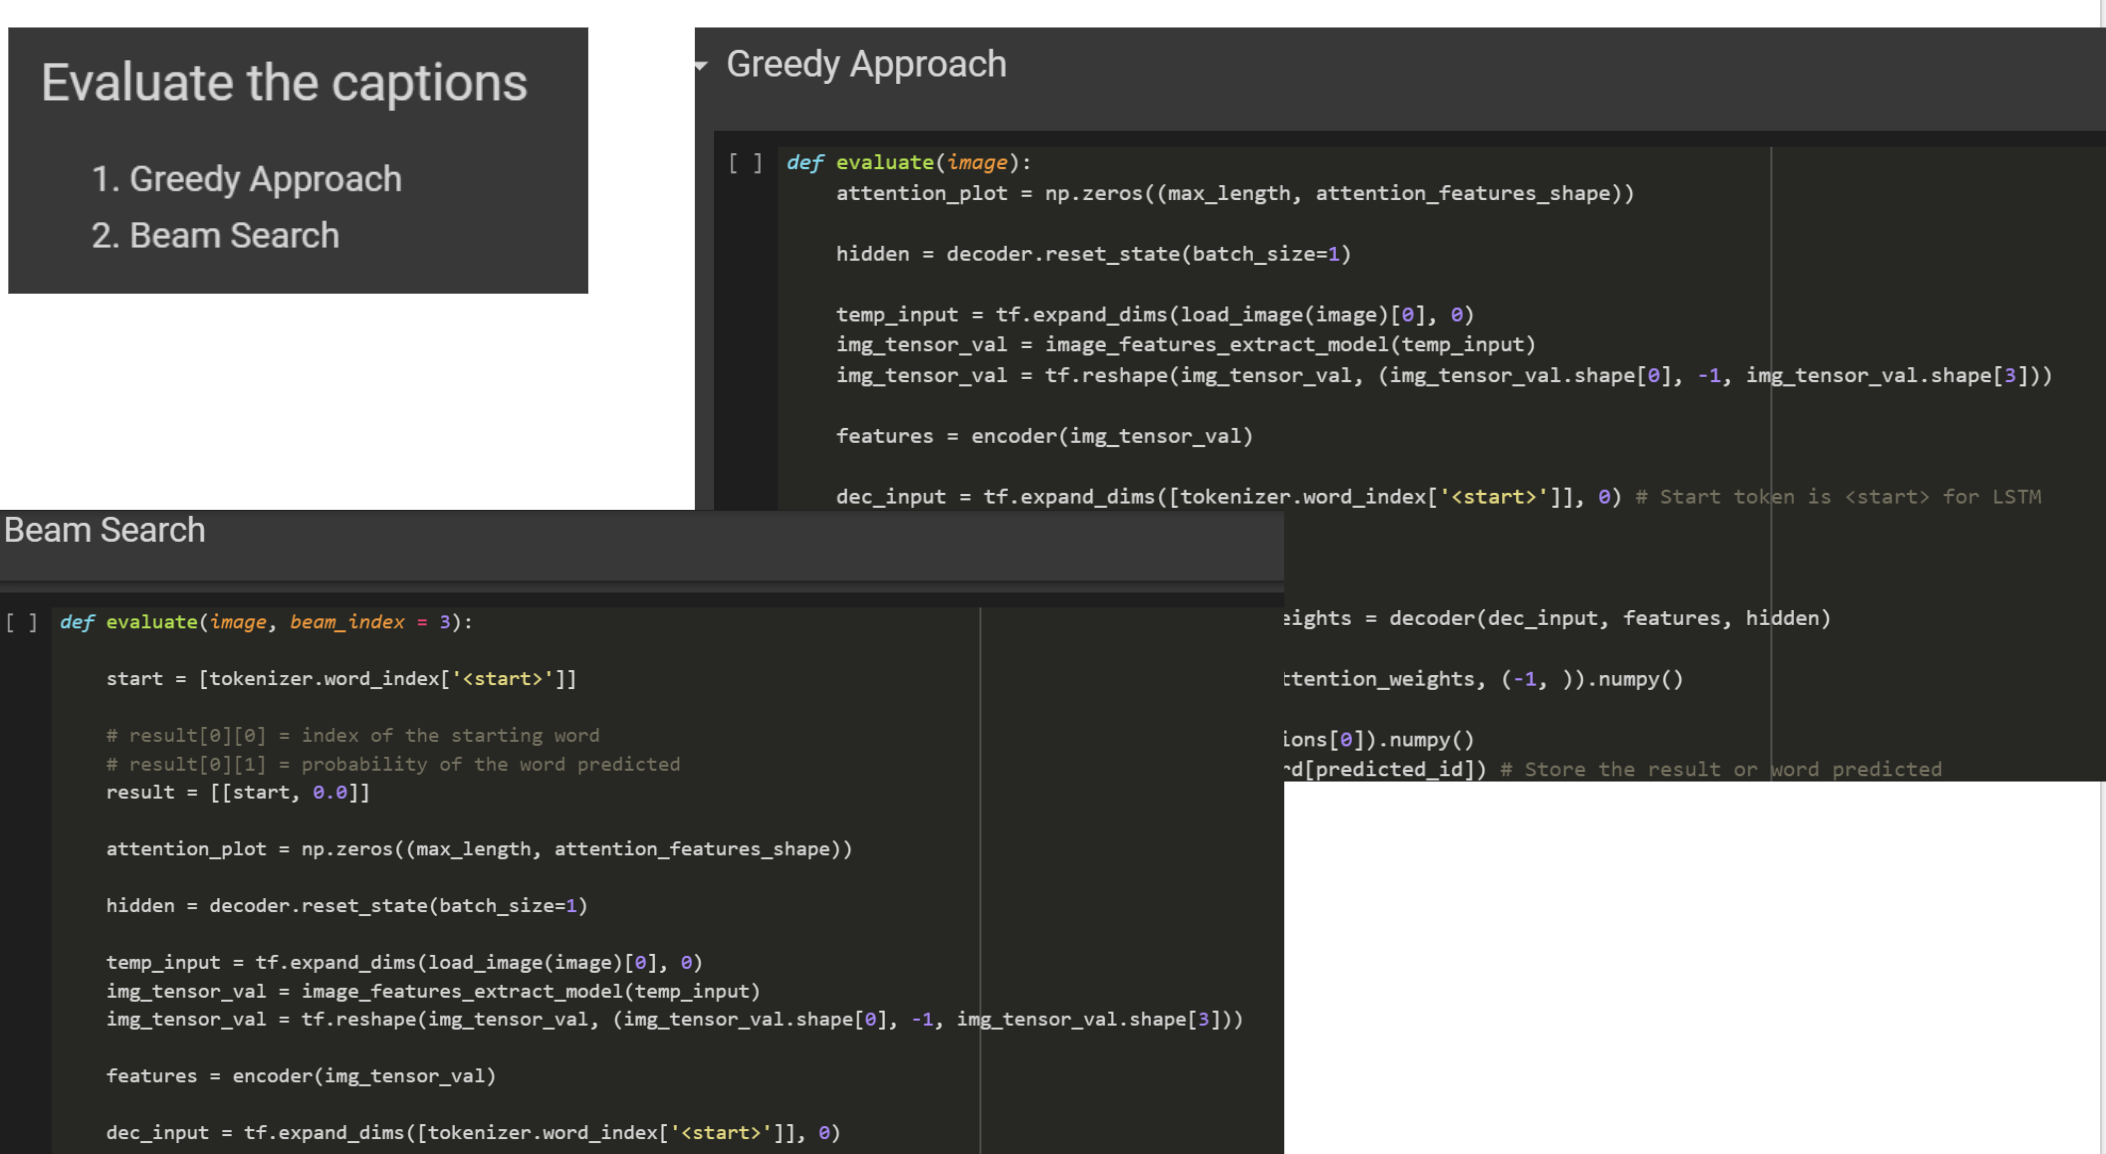 Evaluate the captions
1. Greedy Approach
2. Beam Search
Greedy Approach
[ ] def evaluate(image):
attention_plot = np.zeros((max_length, attention_features_shape))
hidden = decoder.reset_state(batch_size=1)
temp_input = tf.expand_dims(load_image(image)[0], 0)
img_tensor_val = image_features_extract_model(temp_input)
img_tensor_val = tf.reshape(img_tensor_val, (img_tensor_val.shape[0], -1, img_tensor_val.shape[3]))
features = encoder(img_tensor_val)
dec_input = tf.expand_dims([tokenizer.word_index['<start>']], 0) # Start token is <start> for LSTM
eights = decoder(dec_input, features, hidden)
ttention_weights, (-1, )).numpy()
ions[0]).numpy()
rd[predicted_id]) # Store the result or word predicted
Beam Search
[ ] def evaluate(image, beam_index = 3):
start = [tokenizer.word_index['<start>']]
# result[0][0] = index of the starting word
# result[0][1] = probability of the word predicted
result = [[start, 0.0]]
attention_plot = np.zeros((max_length, attention_features_shape))
hidden = decoder.reset_state(batch_size=1)
temp_input = tf.expand_dims(load_image(image)[0], 0)
img_tensor_val = image_features_extract_model(temp_input)
img_tensor_val = tf.reshape(img_tensor_val, (img_tensor_val.shape[0], -1, img_tensor_val.shape[3]))
features = encoder(img_tensor_val)
dec_input = tf.expand_dims([tokenizer.word_index['<start>']], 0)